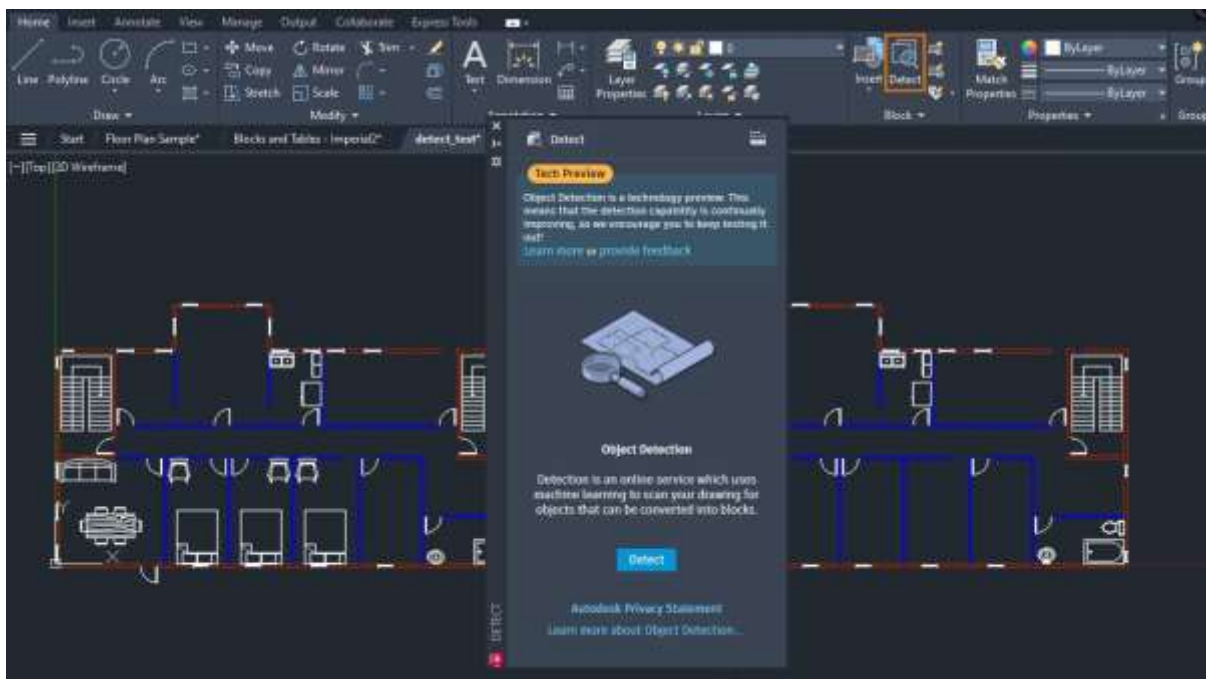 Home Insert Annotate View Manage Output Collaborate Express Tools
Line Polyline Circle Arc
Move Rotate Trim
Copy Mirror
Stretch Scale
Text Dimension
Layer Properties
0
Insert Detect
Match Properties
ByLayer
ByLayer
ByLayer
Group
Draw Modify Block Properties
Start Floor Plan Sample* Blocks and Tables - Imperial2* detect_test*
[-][Top][2D Wireframe]
Detect
Tech Preview
Object Detection is a technology preview. This
means that the detection capability is continually
improving, so we encourage you to keep testing it
out!
Learn more or provide feedback
Object Detection
Detection is an online service which uses
machine learning to scan your drawing for
objects that can be converted into blocks.
Detect
Autodesk Privacy Statement
Learn more about Object Detection...
DETECT